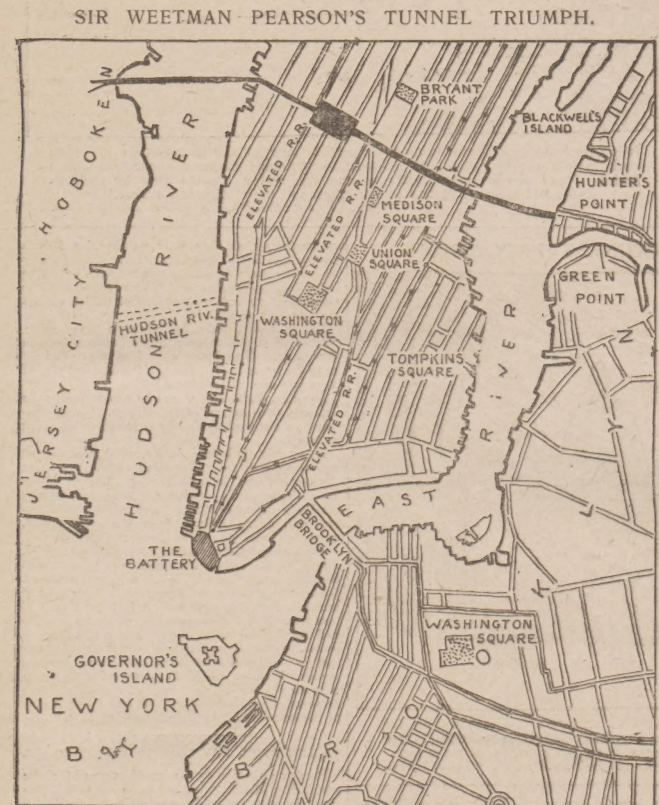 SIR WEETMAN PEARSON'S TUNNEL TRIUMPH.
HOBOKEN
BRYANT
PARK
BLACKWELL'S
ISLAND
ELEVATED R.R.
ELEVATED R.R.
HUNTER'S
POINT
MEDISON
SQUARE
UNION
SQUARE
GREEN
POINT
HUDSON RIV.
TUNNEL
WASHINGTON
SQUARE
TOMPKINS
SQUARE
JERSEY CITY
HUDSON RIVER
ELEVATED R.R.
EAST RIVER
THE
BATTERY
BROOKLYN
BRIDGE
WASHINGTON
SQUARE
GOVERNOR'S
ISLAND
NEW YORK
BAY
BROOKLYN